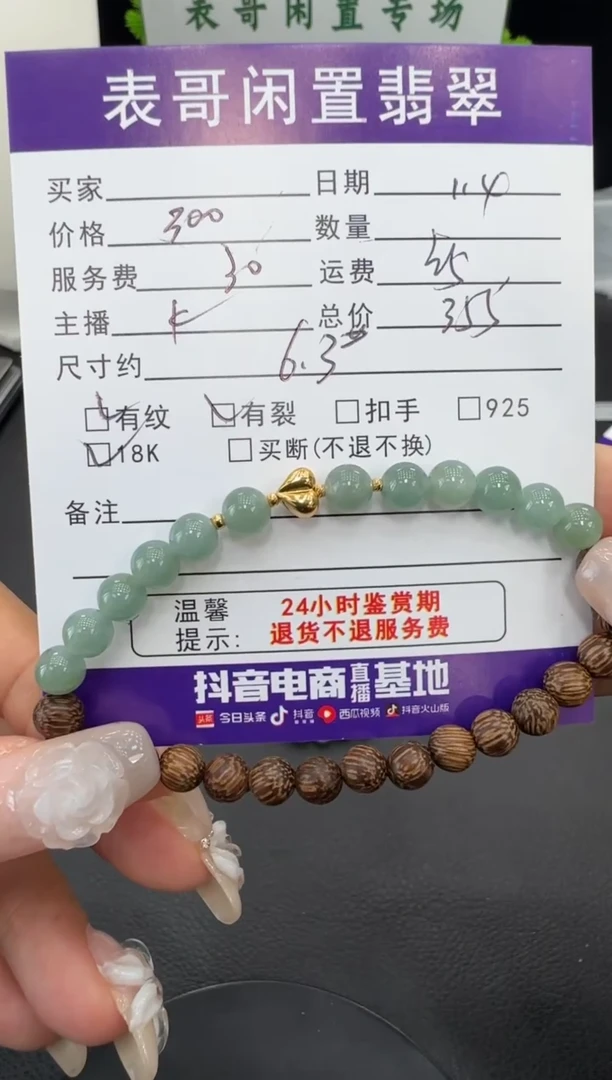 表哥闲置专场
表哥闲置翡翠
买家 日期 11.4
价格 300 数量
服务费 30 运费 25
主播 K 总价 355
尺寸约 6.3
有纹 有裂 扣手 925
18K 买断(不退不换)
备注
温馨 24小时鉴赏期
提示: 退货不退服务费
抖音电商直播基地
头条 今日头条 抖音 西瓜视频 抖音火山版